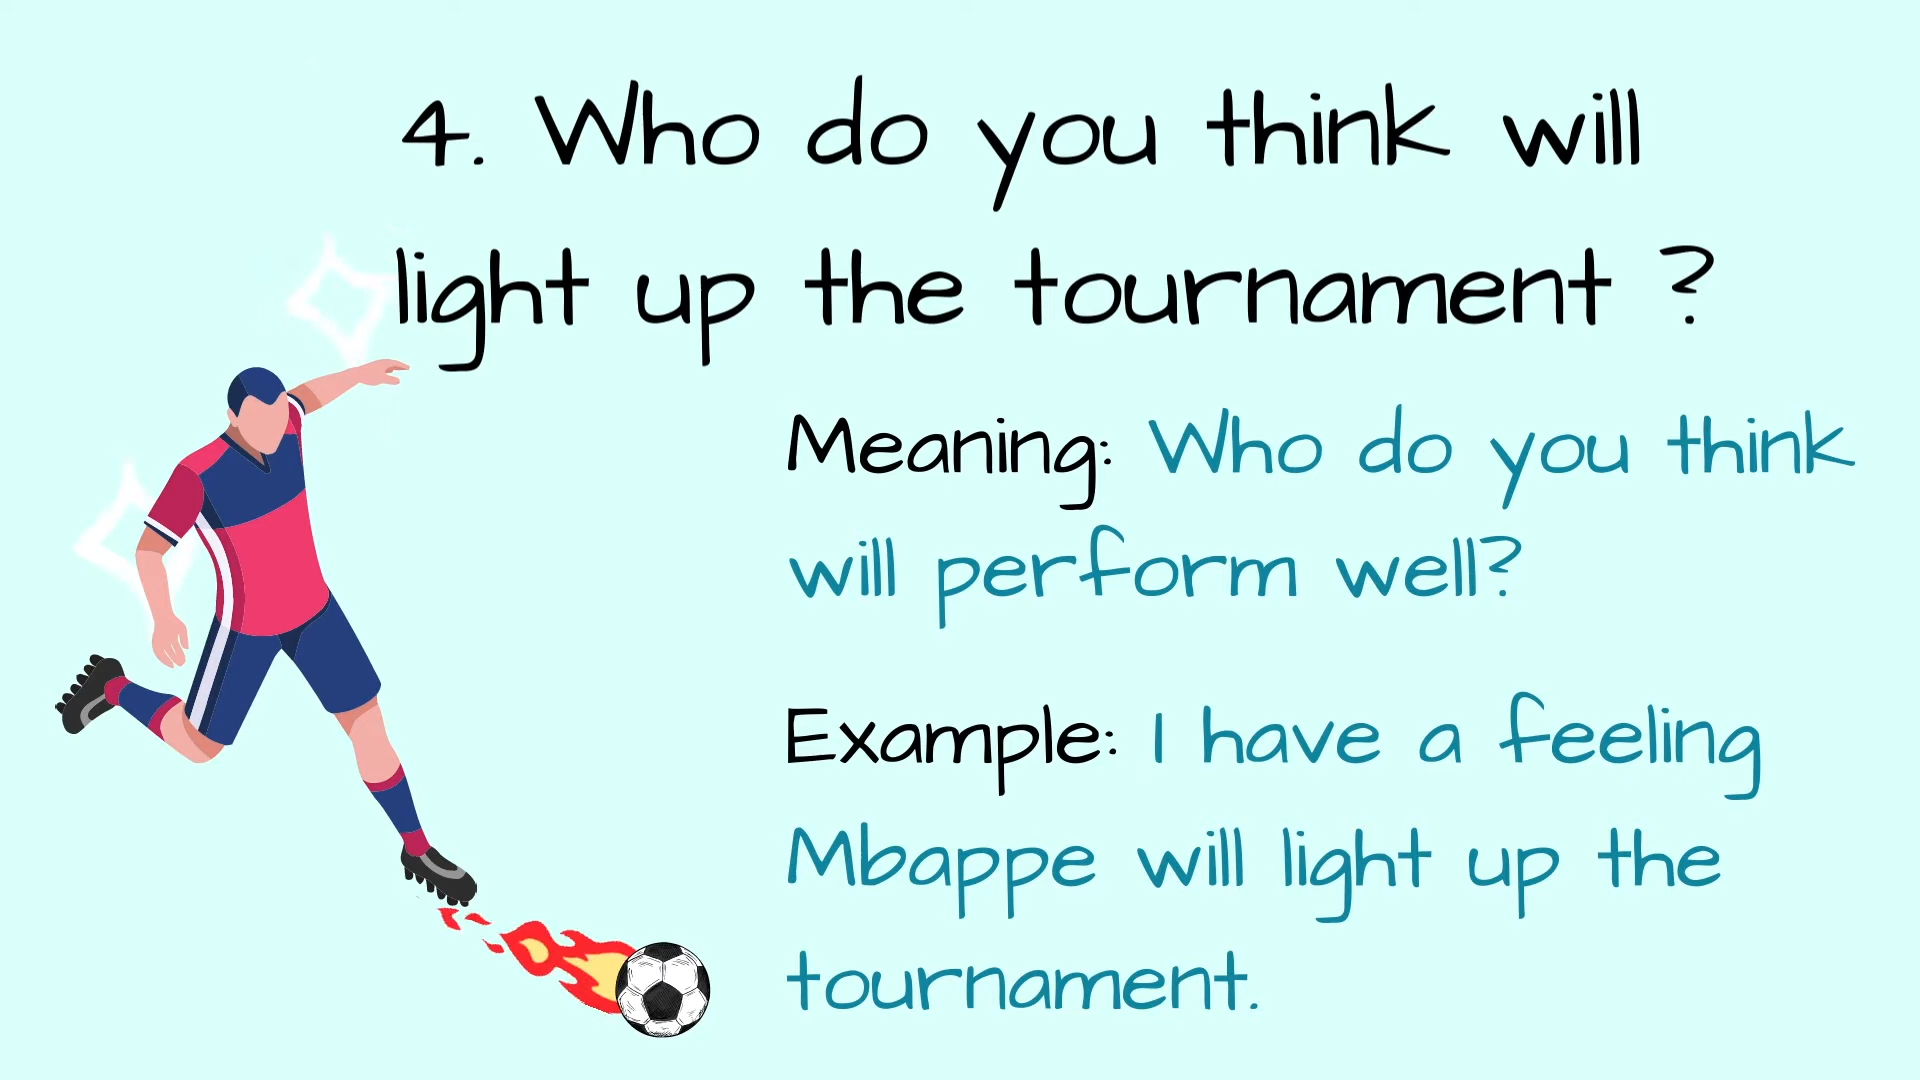 4. Who do you think will
light up the tournament ?
Meaning: Who do you think
will perform well?
Example: I have a feeling
Mbappe will light up the
tournament.